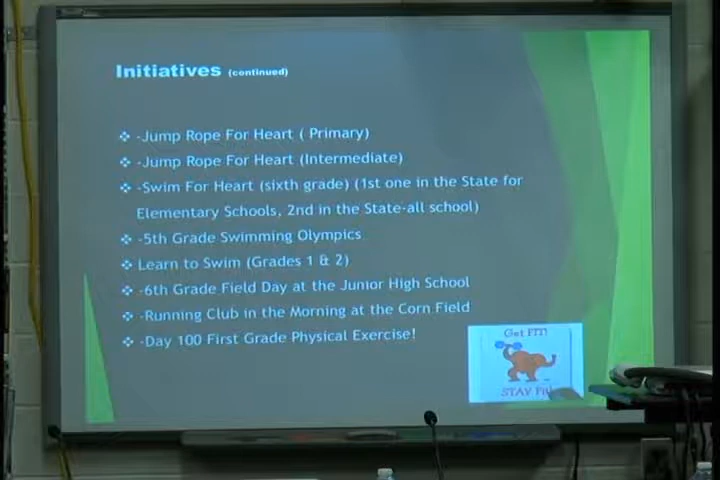 Initiatives (continued)
❖ -Jump Rope For Heart ( Primary)
❖ -Jump Rope For Heart (Intermediate)
❖ -Swim For Heart (sixth grade) (1st one in the State for
Elementary Schools, 2nd in the State-all school)
❖ -5th Grade Swimming Olympics
❖ Learn to Swim (Grades 1 & 2)
❖ -6th Grade Field Day at the Junior High School
❖ -Running Club in the Morning at the Corn Field
❖ -Day 100 First Grade Physical Exercise!
Get FIT!
STAY Fit!